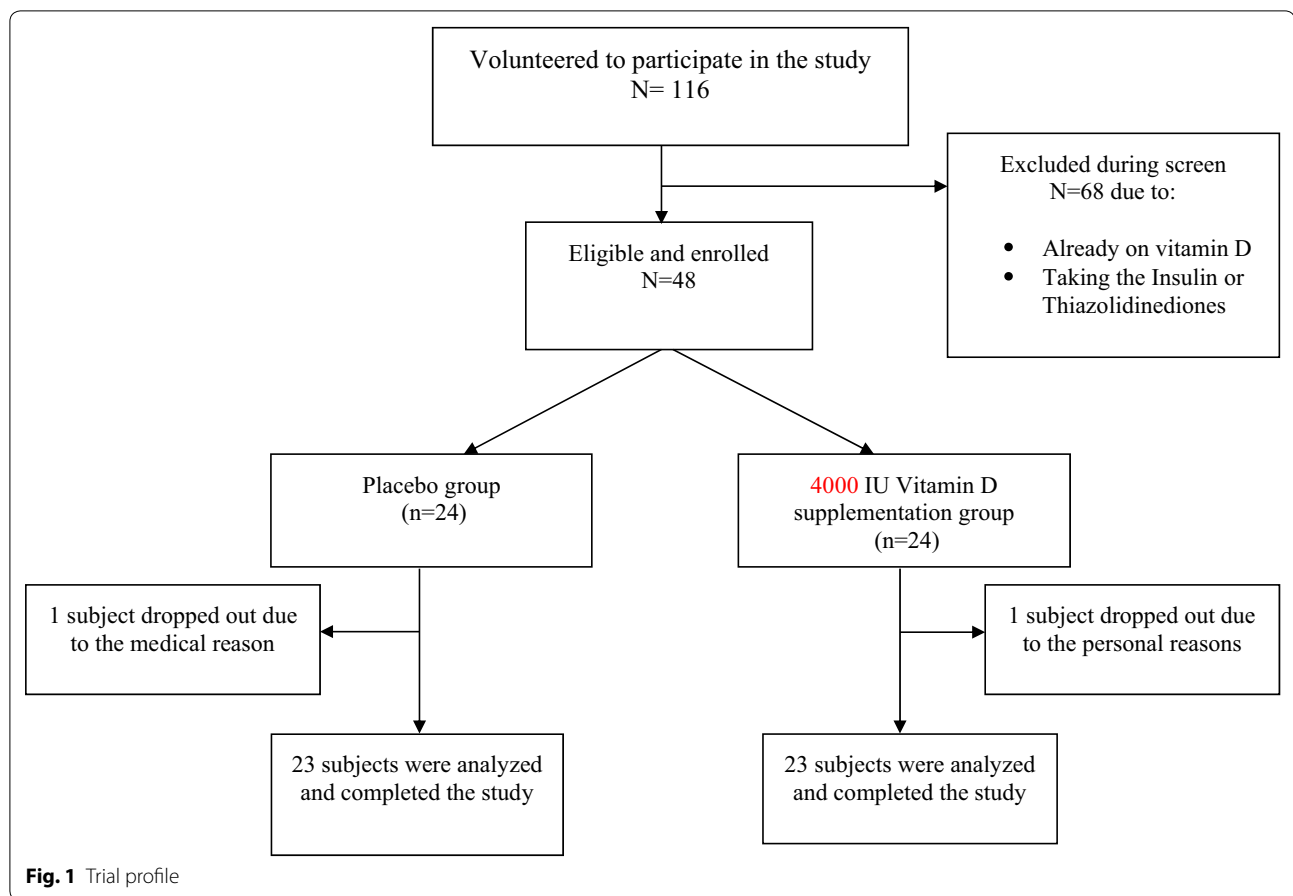 Volunteered to participate in the study
N= 116
Excluded during screen
N=68 due to:
• Already on vitamin D
• Taking the Insulin or
Thiazolidinediones
Eligible and enrolled
N=48
Placebo group
(n=24)
4000 IU Vitamin D
supplementation group
(n=24)
1 subject dropped out due
to the medical reason
1 subject dropped out due
to the personal reasons
23 subjects were analyzed
and completed the study
23 subjects were analyzed
and completed the study
Fig. 1 Trial profile